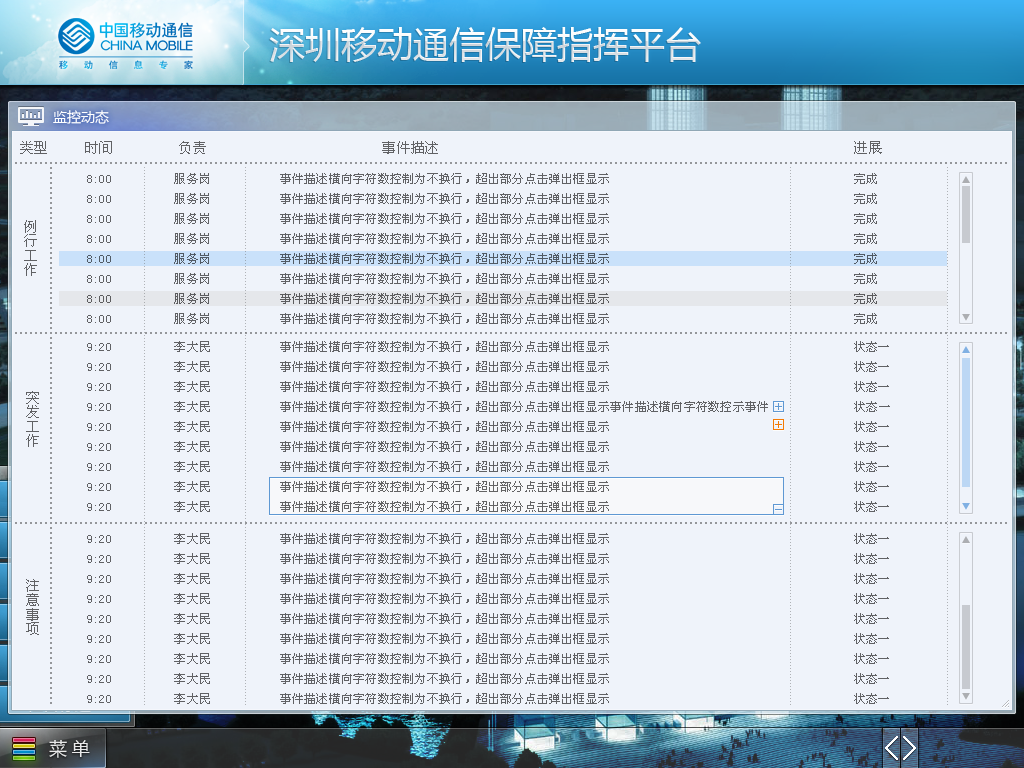 中国移动通信
CHINA MOBILE
移动信息专家
深圳移动通信保障指挥平台
监控动态
类型 时间 负责 事件描述 进展
例行工作
8:00 服务岗 事件描述横向字符数控制为不换行，超出部分点击弹出框显示 完成
8:00 服务岗 事件描述横向字符数控制为不换行，超出部分点击弹出框显示 完成
8:00 服务岗 事件描述横向字符数控制为不换行，超出部分点击弹出框显示 完成
8:00 服务岗 事件描述横向字符数控制为不换行，超出部分点击弹出框显示 完成
8:00 服务岗 事件描述横向字符数控制为不换行，超出部分点击弹出框显示 完成
8:00 服务岗 事件描述横向字符数控制为不换行，超出部分点击弹出框显示 完成
8:00 服务岗 事件描述横向字符数控制为不换行，超出部分点击弹出框显示 完成
8:00 服务岗 事件描述横向字符数控制为不换行，超出部分点击弹出框显示 完成
突发工作
9:20 李大民 事件描述横向字符数控制为不换行，超出部分点击弹出框显示 状态一
9:20 李大民 事件描述横向字符数控制为不换行，超出部分点击弹出框显示 状态一
9:20 李大民 事件描述横向字符数控制为不换行，超出部分点击弹出框显示 状态一
9:20 李大民 事件描述横向字符数控制为不换行，超出部分点击弹出框显示事件描述横向字符数控示事件 状态一
9:20 李大民 事件描述横向字符数控制为不换行，超出部分点击弹出框显示 状态一
9:20 李大民 事件描述横向字符数控制为不换行，超出部分点击弹出框显示 状态一
9:20 李大民 事件描述横向字符数控制为不换行，超出部分点击弹出框显示 状态一
9:20 李大民 事件描述横向字符数控制为不换行，超出部分点击弹出框显示 状态一
9:20 李大民 事件描述横向字符数控制为不换行，超出部分点击弹出框显示 状态一
注意事项
9:20 李大民 事件描述横向字符数控制为不换行，超出部分点击弹出框显示 状态一
9:20 李大民 事件描述横向字符数控制为不换行，超出部分点击弹出框显示 状态一
9:20 李大民 事件描述横向字符数控制为不换行，超出部分点击弹出框显示 状态一
9:20 李大民 事件描述横向字符数控制为不换行，超出部分点击弹出框显示 状态一
9:20 李大民 事件描述横向字符数控制为不换行，超出部分点击弹出框显示 状态一
9:20 李大民 事件描述横向字符数控制为不换行，超出部分点击弹出框显示 状态一
9:20 李大民 事件描述横向字符数控制为不换行，超出部分点击弹出框显示 状态一
9:20 李大民 事件描述横向字符数控制为不换行，超出部分点击弹出框显示 状态一
9:20 李大民 事件描述横向字符数控制为不换行，超出部分点击弹出框显示 状态一
菜单